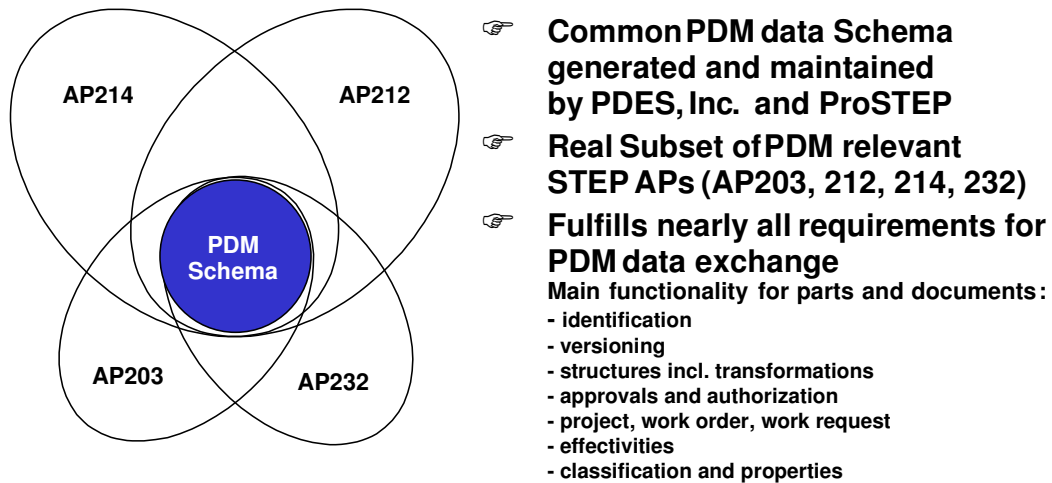 AP214
AP212
PDM
Schema
AP203
AP232
☞ Common PDM data Schema
generated and maintained
by PDES, Inc. and ProSTEP
☞ Real Subset of PDM relevant
STEP APs (AP203, 212, 214, 232)
☞ Fulfills nearly all requirements for
PDM data exchange
Main functionality for parts and documents:
- identification
- versioning
- structures incl. transformations
- approvals and authorization
- project, work order, work request
- effectivities
- classification and properties